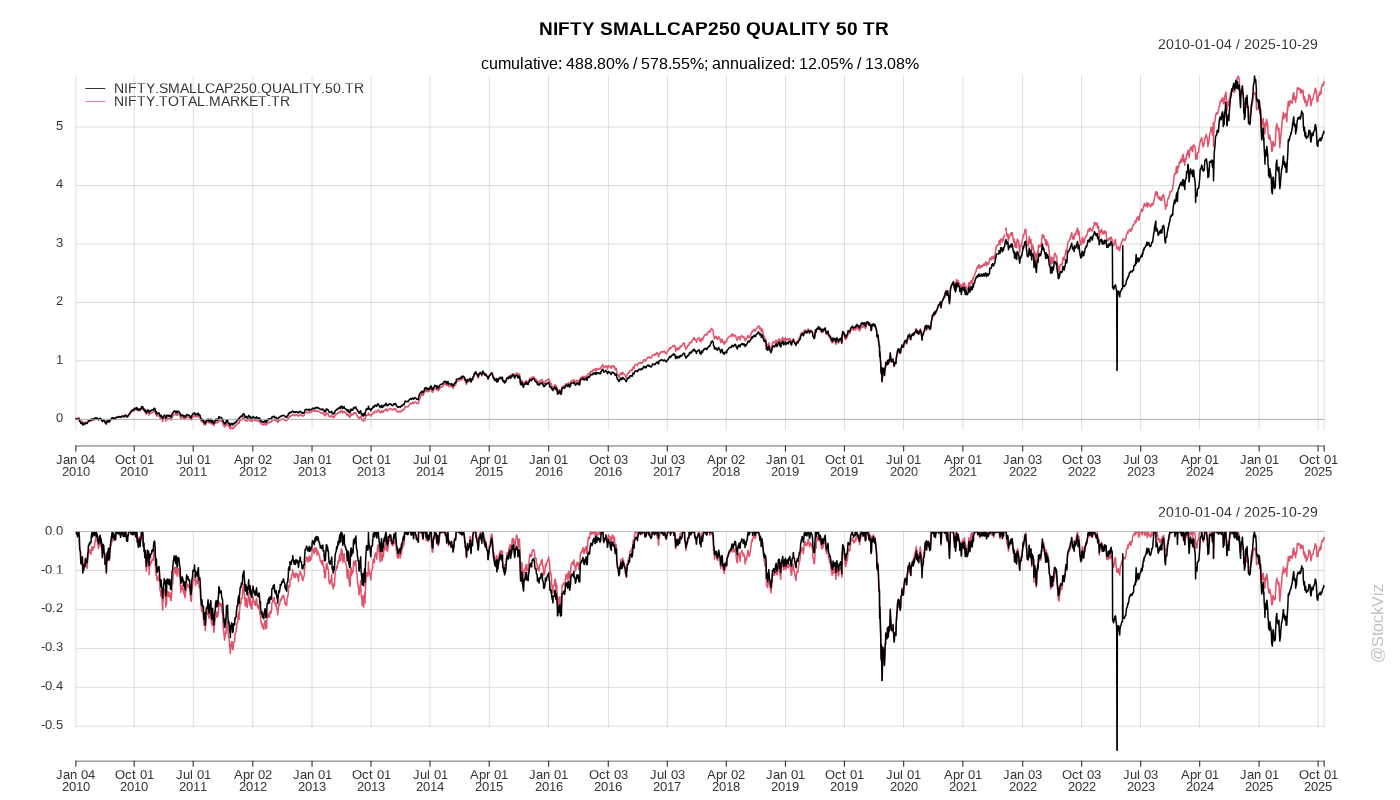 NIFTY SMALLCAP250 QUALITY 50 TR
2010-01-04 / 2025-10-29
cumulative: 488.80% / 578.55%; annualized: 12.05% / 13.08%
NIFTY.SMALLCAP250.QUALITY.50.TR
NIFTY.TOTAL.MARKET.TR
5
4
3
2
1
0
Jan 04 Oct 01 Jul 01 Apr 02 Jan 01 Oct 01 Jul 01 Apr 01 Jan 01 Oct 03 Jul 03 Apr 02 Jan 01 Oct 01 Jul 01 Apr 01 Jan 03 Oct 03 Jul 03 Apr 01 Jan 01 Oct 01
2010 2010 2011 2012 2013 2013 2014 2015 2016 2016 2017 2018 2019 2019 2020 2021 2022 2022 2023 2024 2025 2025
2010-01-04 / 2025-10-29
0.0
-0.1
-0.2
-0.3
-0.4
-0.5
Jan 04 Oct 01 Jul 01 Apr 02 Jan 01 Oct 01 Jul 01 Apr 01 Jan 01 Oct 03 Jul 03 Apr 02 Jan 01 Oct 01 Jul 01 Apr 01 Jan 03 Oct 03 Jul 03 Apr 01 Jan 01 Oct 01
2010 2010 2011 2012 2013 2013 2014 2015 2016 2016 2017 2018 2019 2019 2020 2021 2022 2022 2023 2024 2025 2025
@StockViz